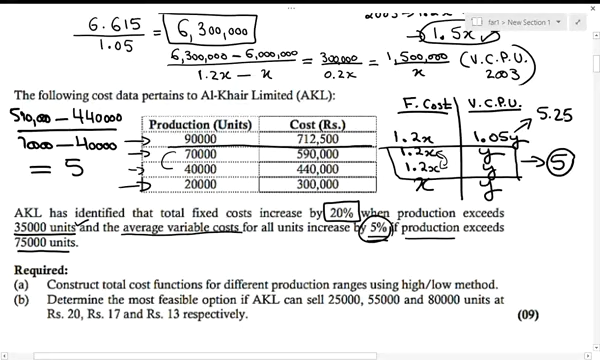 far1 > New Section 1
6.615 / 1.05 = 6,300,000
→ 1.5x ✓
6,300,000 – 6,000,000 / 1.2x – x = 300,000 / 0.2x = 1,500,000 / x (V.C.P.U. 2003)
The following cost data pertains to Al-Khair Limited (AKL):
510,000 – 440000
7000 – 40000
= 5
Production (Units) Cost (Rs.)
90000 712,500
70000 590,000
40000 440,000
20000 300,000
F. Cost V.C.P.U.
5.25
1.2x 1.05y
1.2x y
1.2x y → 5
x y
AKL has identified that total fixed costs increase by 20% when production exceeds
35000 units and the average variable costs for all units increase by 5% if production exceeds
75000 units.
Required:
(a) Construct total cost functions for different production ranges using high/low method.
(b) Determine the most feasible option if AKL can sell 25000, 55000 and 80000 units at
Rs. 20, Rs. 17 and Rs. 13 respectively. (09)